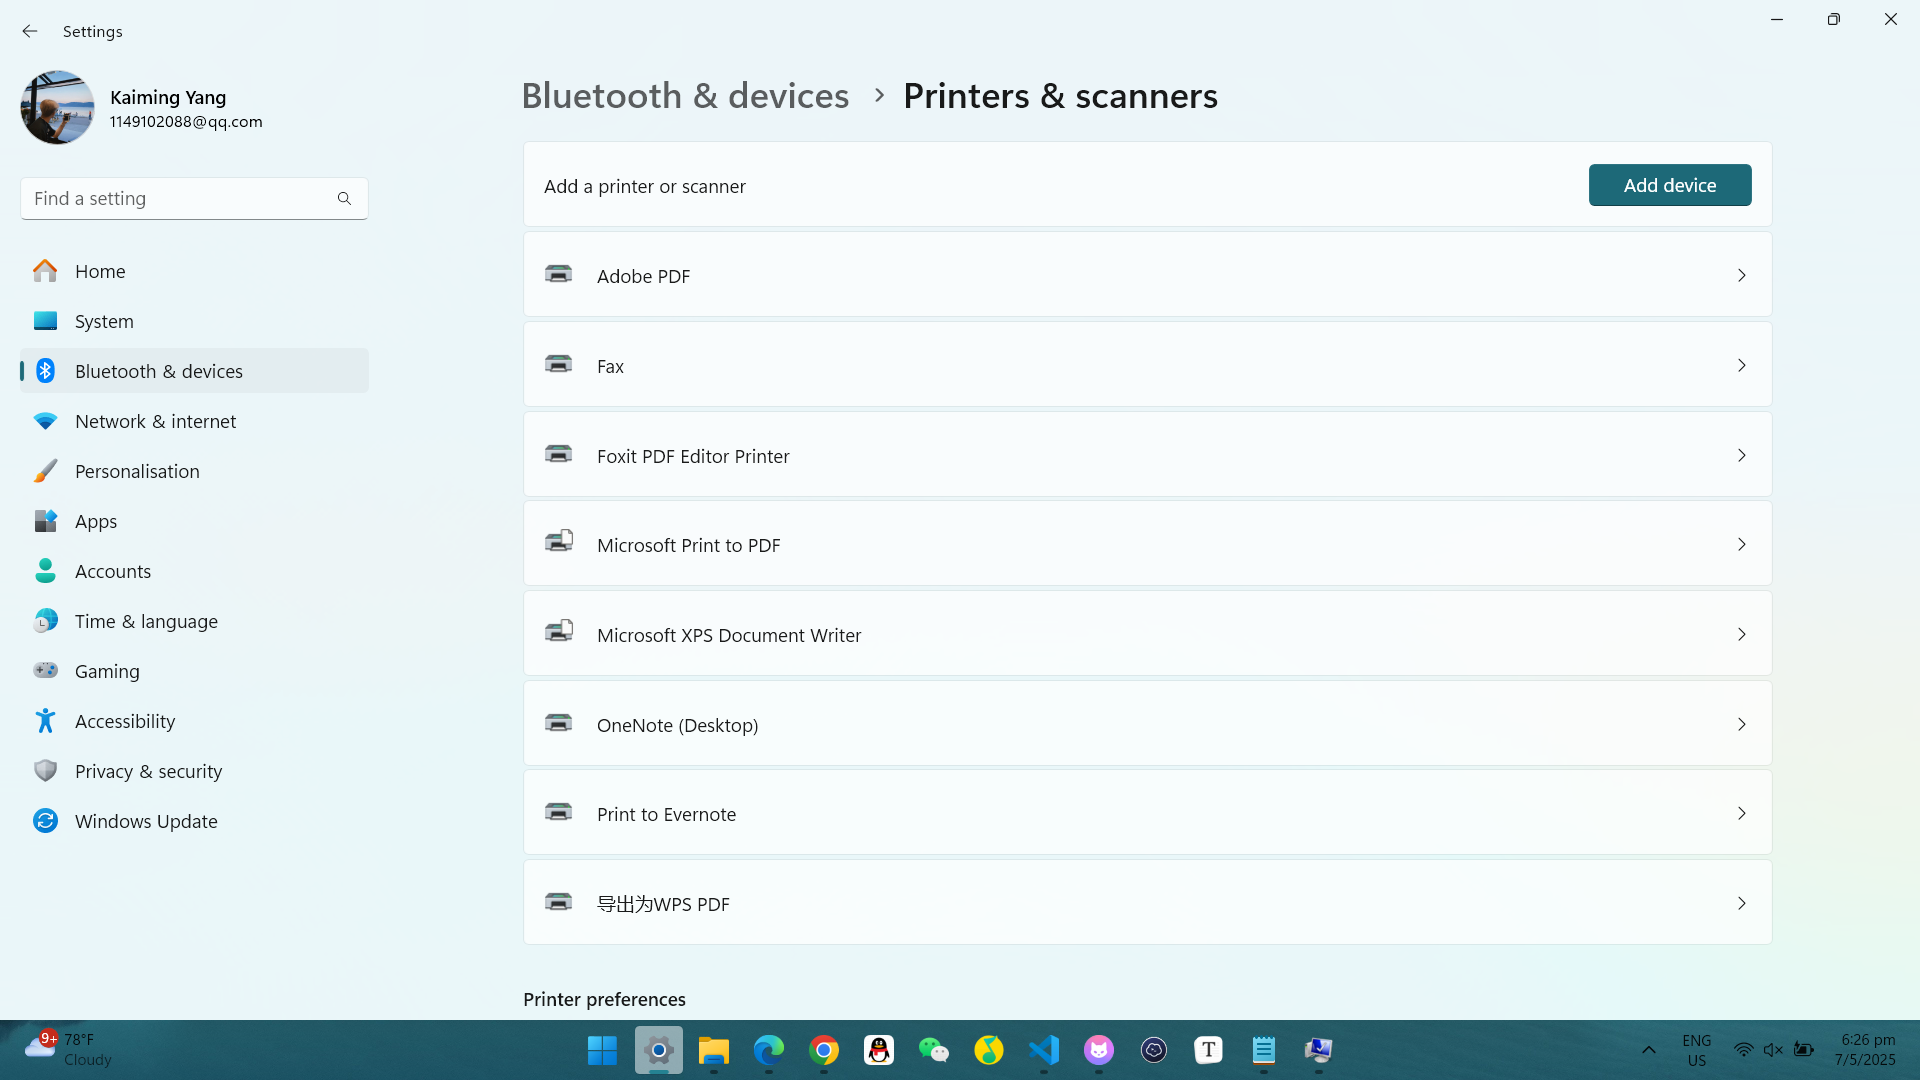 Settings
Kaiming Yang
1149102088@qq.com
Find a setting
Home
System
Bluetooth & devices
Network & internet
Personalisation
Apps
Accounts
Time & language
Gaming
Accessibility
Privacy & security
Windows Update
Bluetooth & devices > Printers & scanners
Add a printer or scanner
Add device
Adobe PDF
Fax
Foxit PDF Editor Printer
Microsoft Print to PDF
Microsoft XPS Document Writer
OneNote (Desktop)
Print to Evernote
导出为WPS PDF
Printer preferences
9+
78°F
Cloudy
T
ENG
US
6:26 pm
7/5/2025